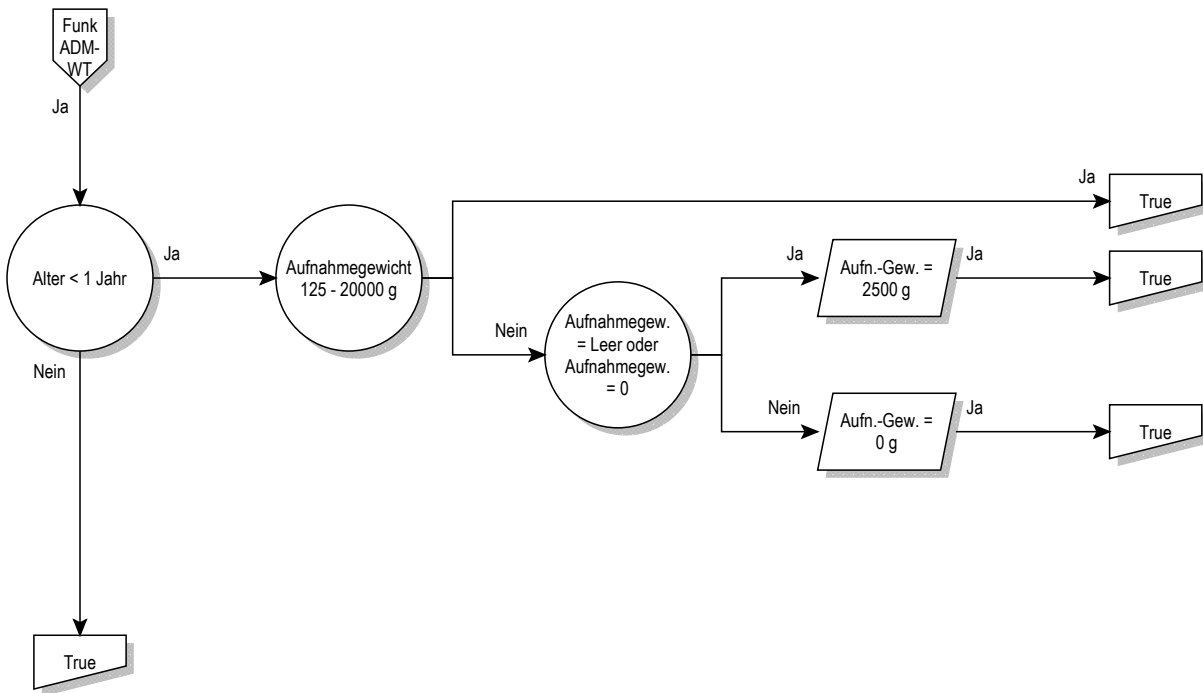 Funk
ADM-
WT
Ja
Ja
True
Alter < 1 Jahr
Ja
Aufnahmegewicht
125 - 20000 g
Ja
Aufn.-Gew. =
2500 g
Ja
True
Nein
Aufnahmegew.
= Leer oder
Aufnahmegew.
= 0
Nein
Nein
Aufn.-Gew. =
0 g
Ja
True
True